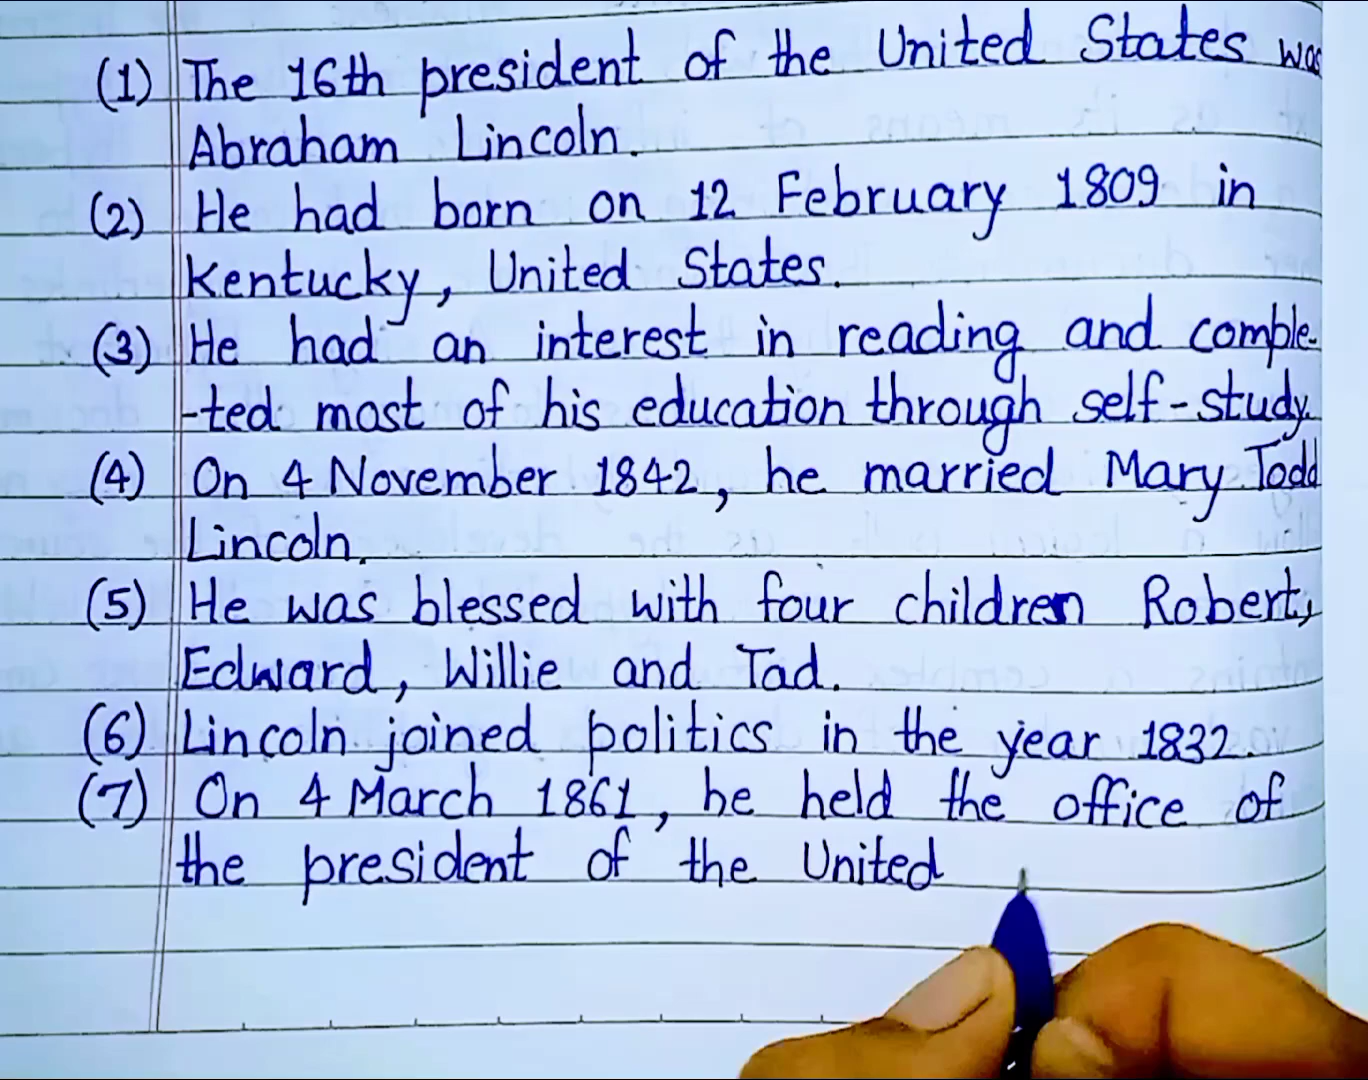 (1) The 16th president of the United States was
Abraham Lincoln.
(2) He had born on 12 February 1809 in
Kentucky, United States.
(3) He had an interest in reading and comple-
-ted most of his education through self-study.
(4) On 4 November 1842, he married Mary Todd
Lincoln.
(5) He was blessed with four children Robert,
Edward, Willie and Tad.
(6) Lincoln joined politics in the year 1832.
(7) On 4 March 1861, he held the office of
the president of the United